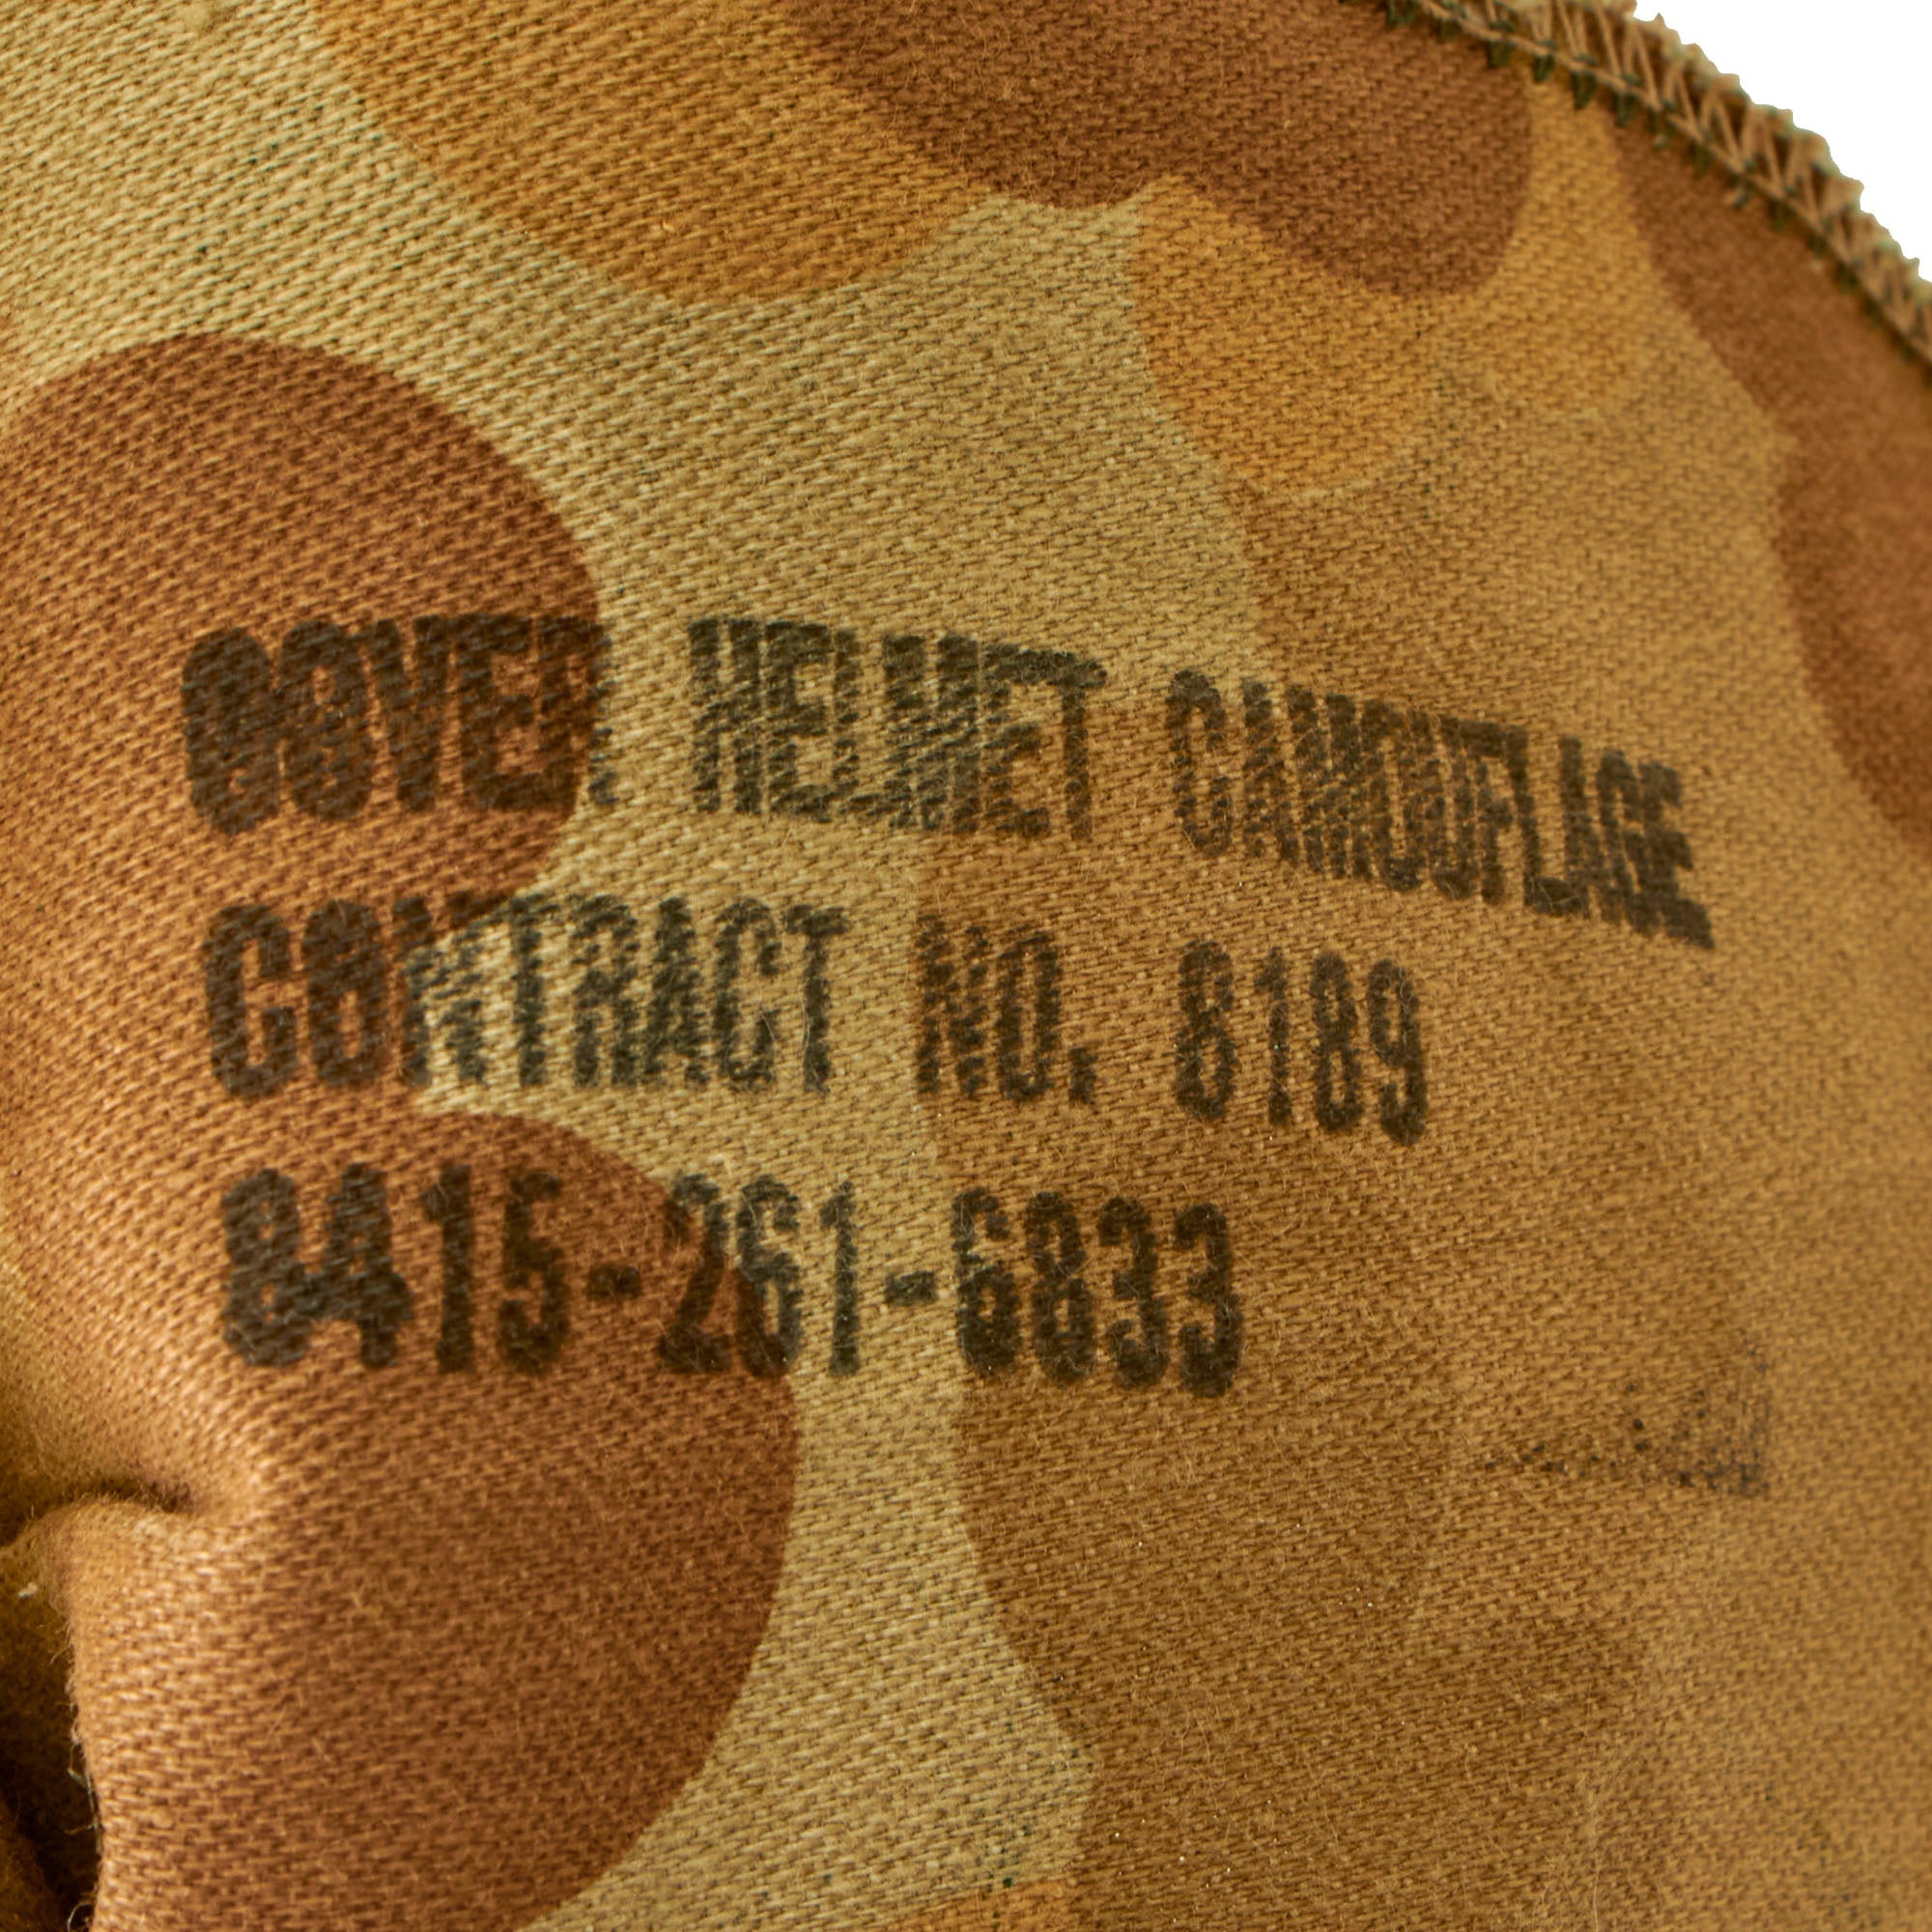 COVER HELMET CAMOUFLAGE
CONTRACT NO. 8189
8415-261-6833